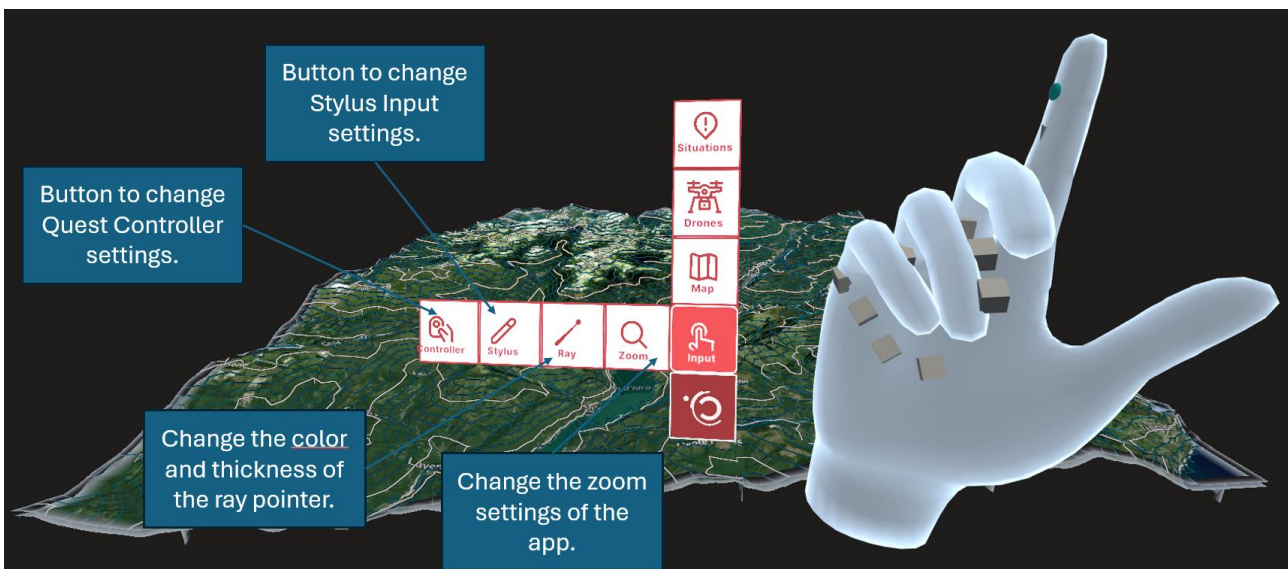 Button to change
Stylus Input
settings.
Situations
Button to change
Quest Controller
settings.
Drones
Map
Controller
Stylus
Ray
Zoom
Input
Change the color
and thickness of
the ray pointer.
Change the zoom
settings of the
app.